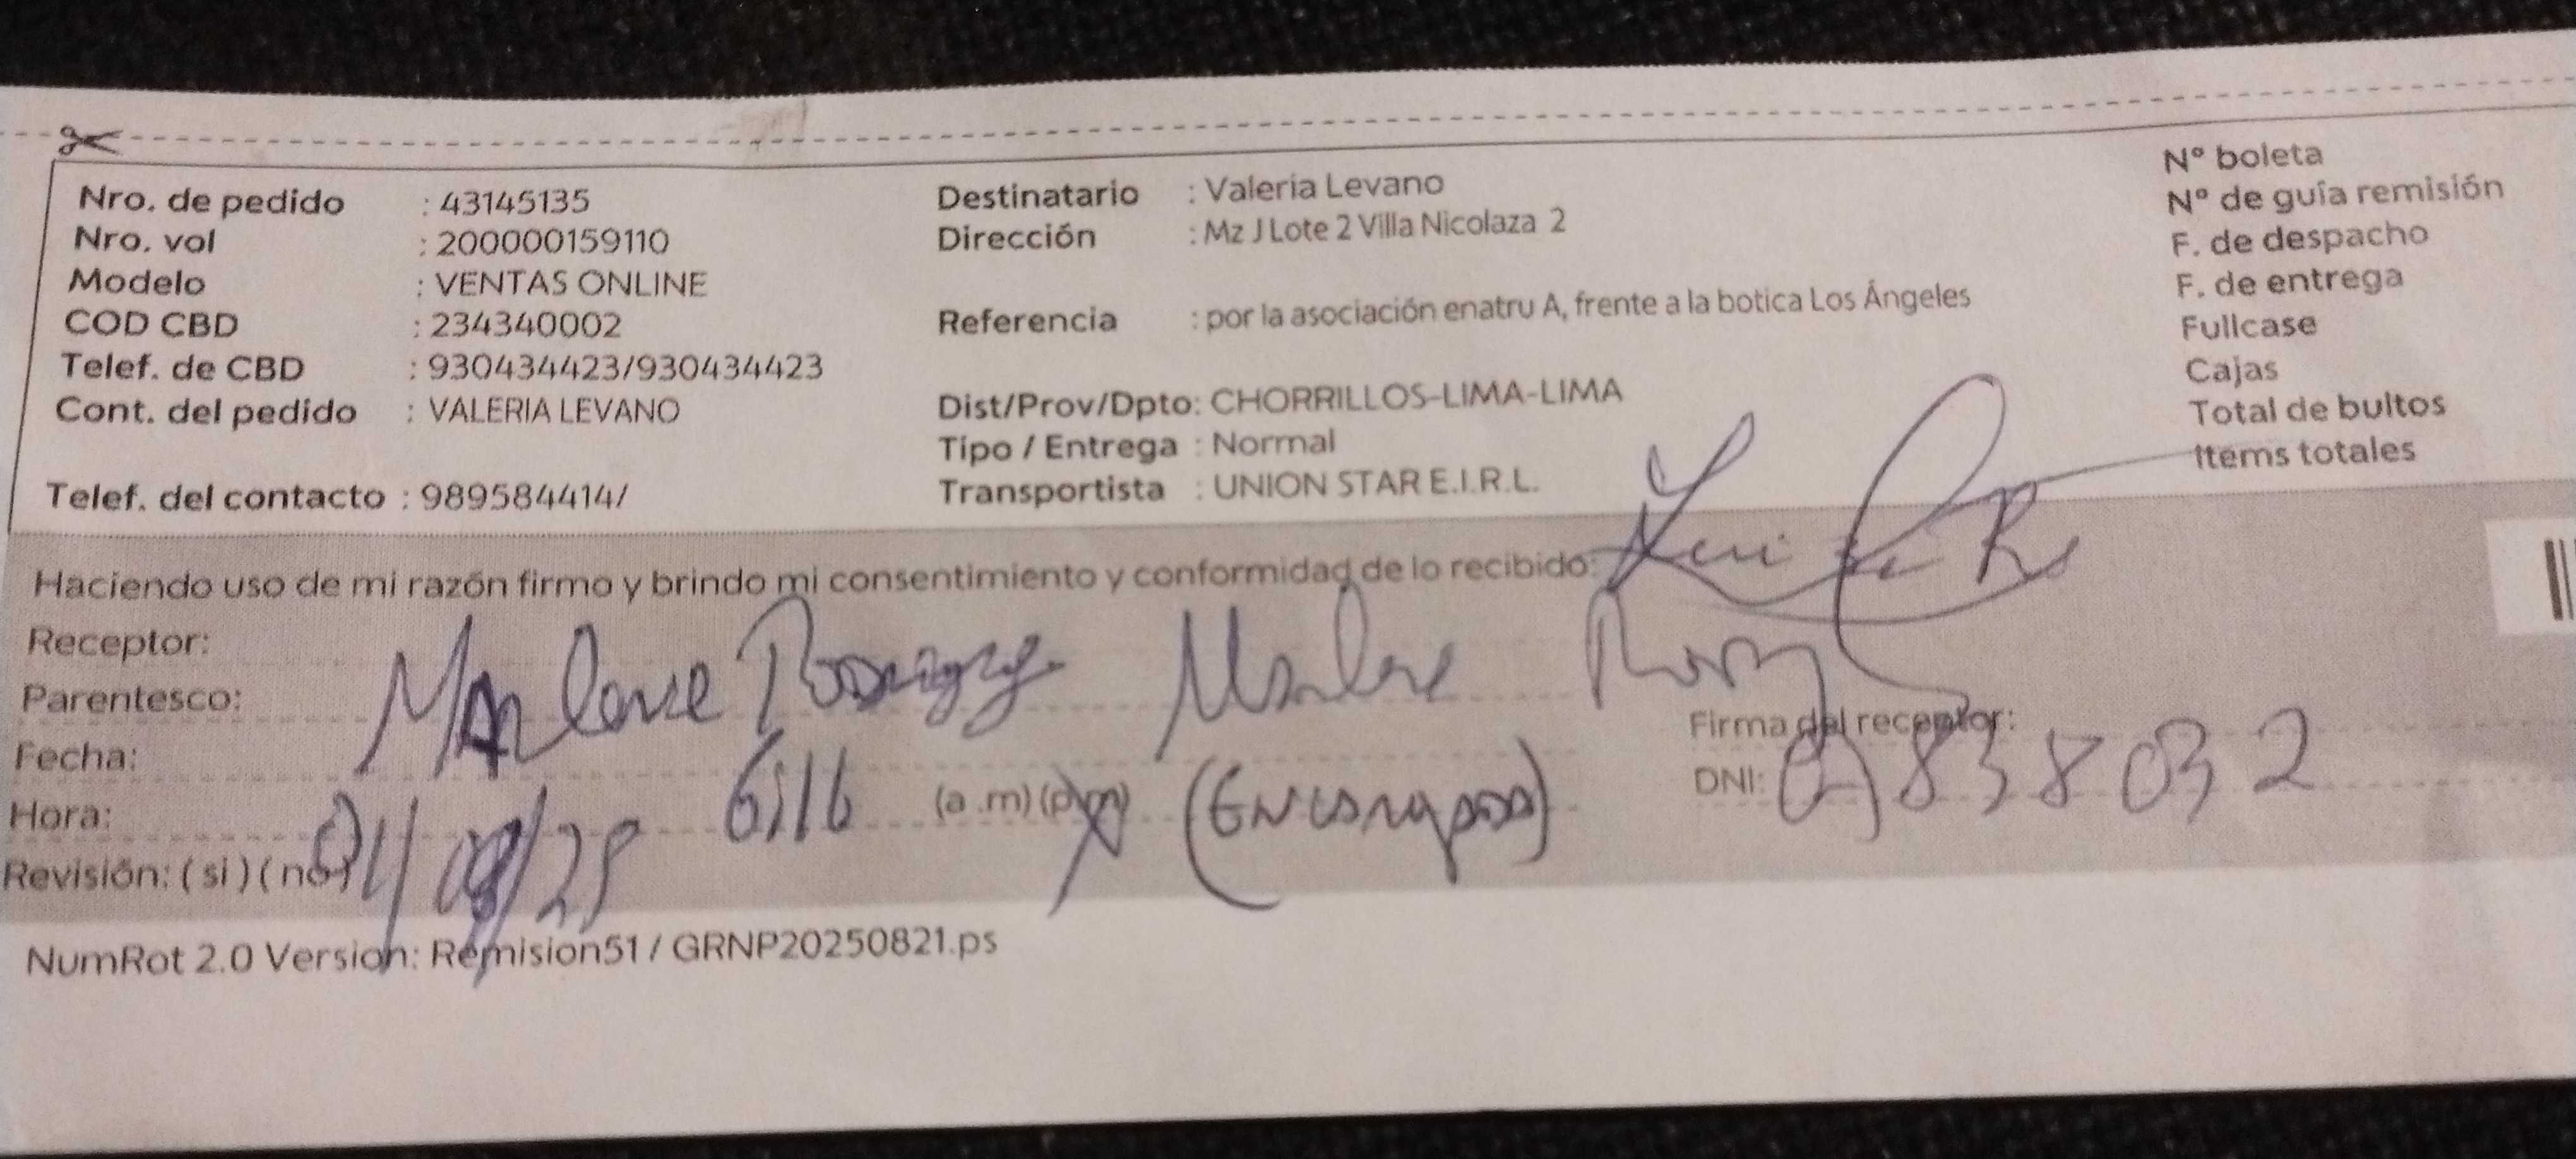 Nro. de pedido : 43145135
Nro. vol : 200000159110
Modelo : VENTAS ONLINE
COD CBD : 234340002
Telef. de CBD : 930434423/930434423
Cont. del pedido : VALERIA LEVANO
Telef. del contacto : 989584414/
Destinatario : Valeria Levano
Dirección : Mz J Lote 2 Villa Nicolaza 2
Referencia : por la asociación enatru A, frente a la botica Los Ángeles
Dist/Prov/Dpto: CHORRILLOS-LIMA-LIMA
Tipo / Entrega : Normal
Transportista : UNION STAR E.I.R.L.
N° boleta
N° de guía remisión
F. de despacho
F. de entrega
Fullcase
Cajas
Total de bultos
Items totales
Haciendo uso de mi razón firmo y brindo mi consentimiento y conformidad de lo recibido:
Receptor:
Parentesco:
Marlene
Fecha:
Hora: 6:16 (a .m) (p.m)
Firma del receptor:
DNI:
Revisión: ( si ) ( no )
NumRot 2.0 Version: Remision51 / GRNP20250821.ps